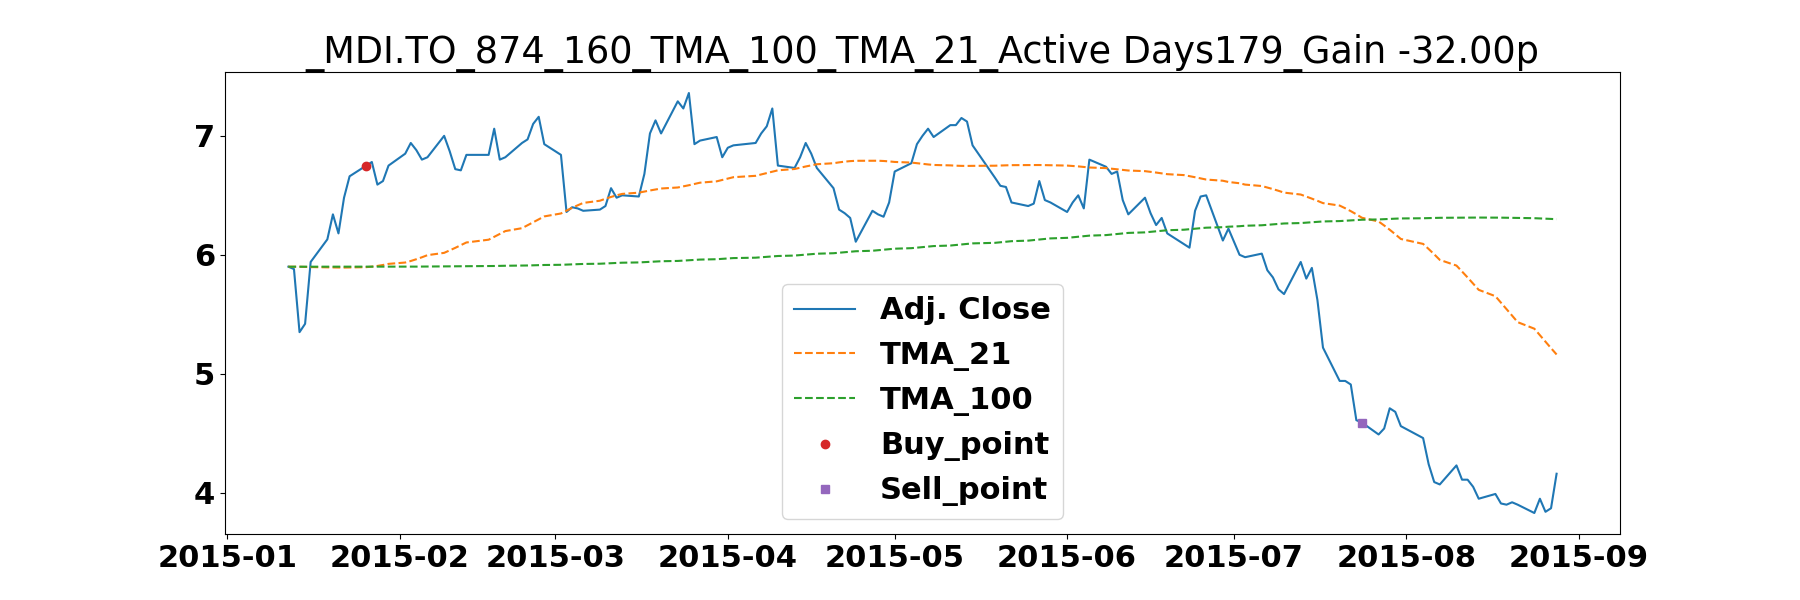 _MDI.TO_874_160_TMA_100_TMA_21_Active Days179_Gain -32.00p
7
6
5
4
Adj. Close
TMA_21
TMA_100
Buy_point
Sell_point
2015-01 2015-02 2015-03 2015-04 2015-05 2015-06 2015-07 2015-08 2015-09